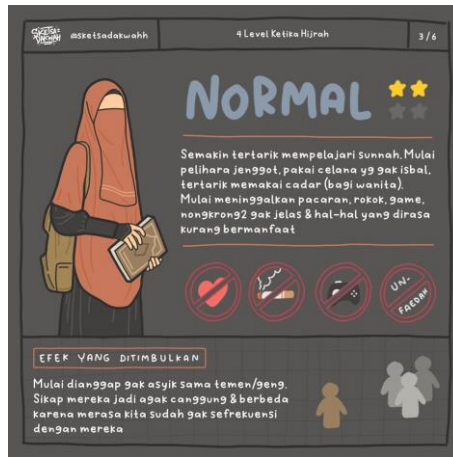 SKETSA DAKWAH
@sketsadakwahh
4 Level Ketika Hijrah
3/6
NORMAL
Semakin tertarik mempelajari sunnah. Mulai
pelihara jenggot, pakai celana yg gak isbal,
tertarik memakai cadar (bagi wanita).
Mulai meninggalkan pacaran, rokok, game,
nongkrong2 gak jelas & hal-hal yang dirasa
kurang bermanfaat
UN-
FAEDAH
EFEK YANG DITIMBULKAN
Mulai dianggap gak asyik sama temen/geng.
Sikap mereka jadi agak canggung & berbeda
karena merasa kita sudah gak sefrekuensi
dengan mereka